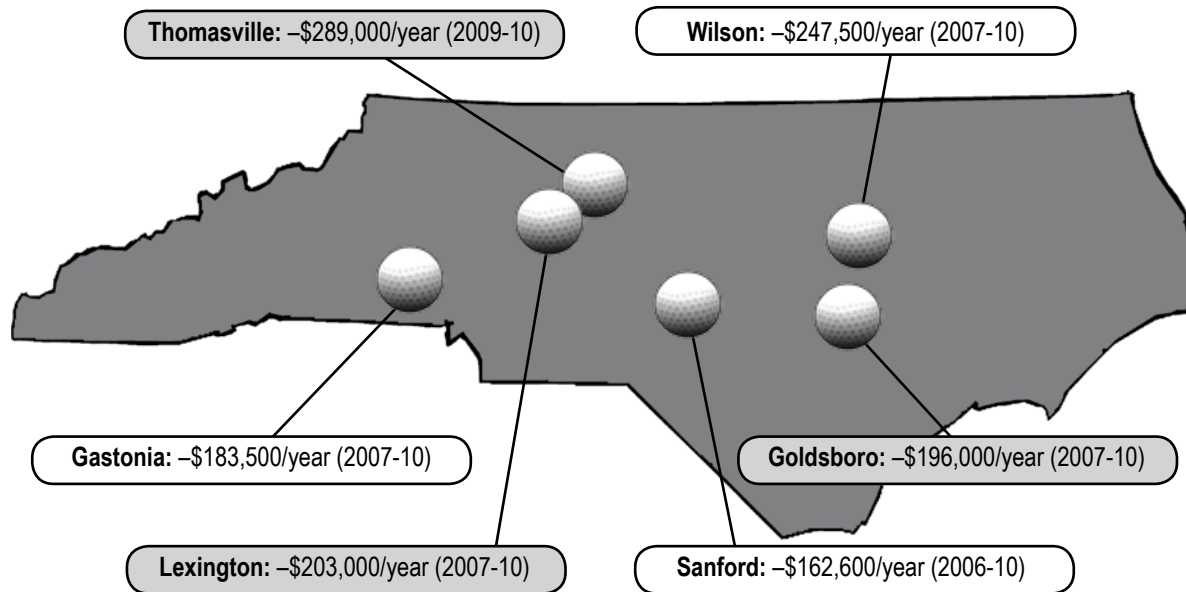 Thomasville: –$289,000/year (2009-10)
Wilson: –$247,500/year (2007-10)
Gastonia: –$183,500/year (2007-10)
Goldsboro: –$196,000/year (2007-10)
Lexington: –$203,000/year (2007-10)
Sanford: –$162,600/year (2006-10)